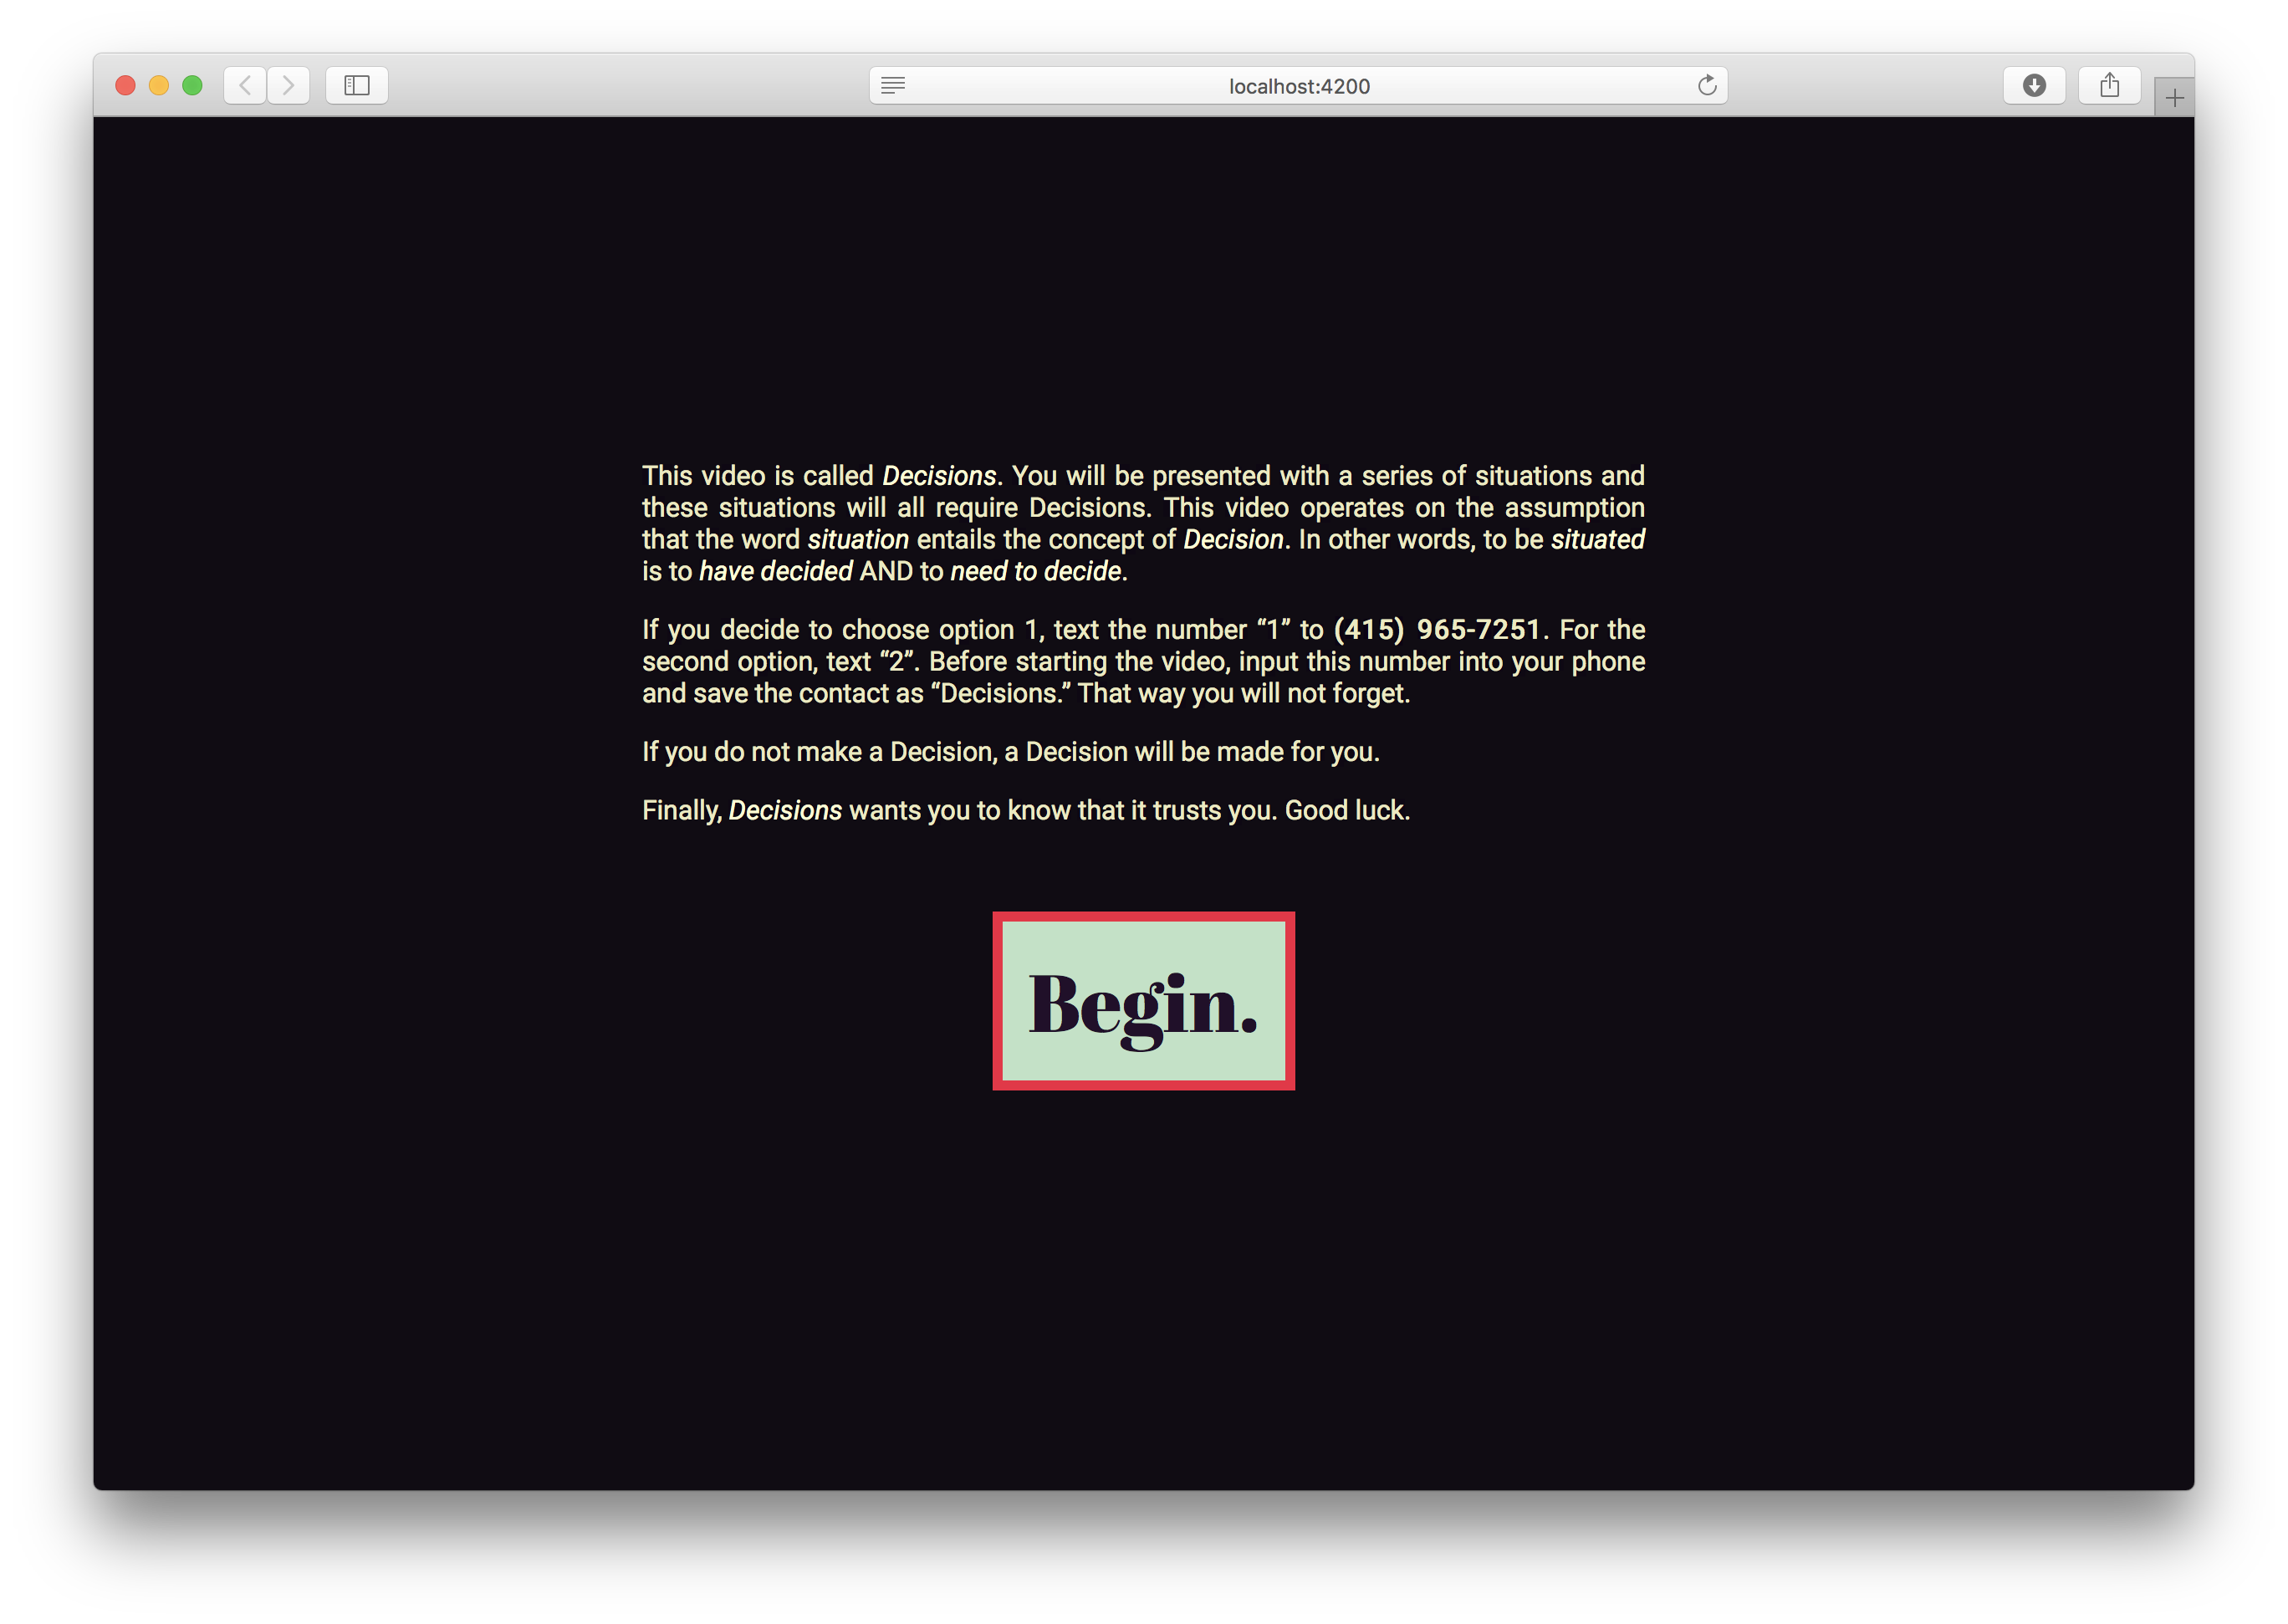 localhost:4200
This video is called Decisions. You will be presented with a series of situations and
these situations will all require Decisions. This video operates on the assumption
that the word situation entails the concept of Decision. In other words, to be situated
is to have decided AND to need to decide.
If you decide to choose option 1, text the number “1” to (415) 965-7251. For the
second option, text “2”. Before starting the video, input this number into your phone
and save the contact as “Decisions.” That way you will not forget.
If you do not make a Decision, a Decision will be made for you.
Finally, Decisions wants you to know that it trusts you. Good luck.
Begin.